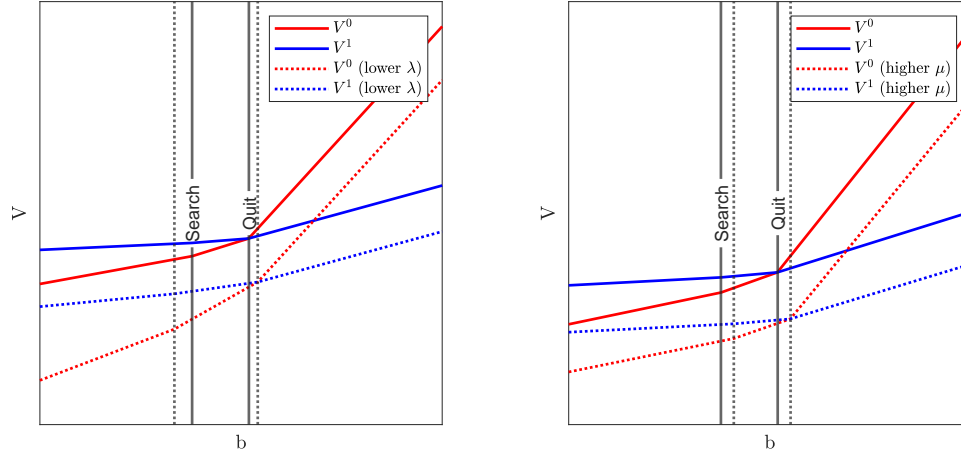 V⁰
V¹
V⁰ (lower λ)
V¹ (lower λ)
Search
Quit
V
b
V⁰
V¹
V⁰ (higher μ)
V¹ (higher μ)
Search
Quit
V
b